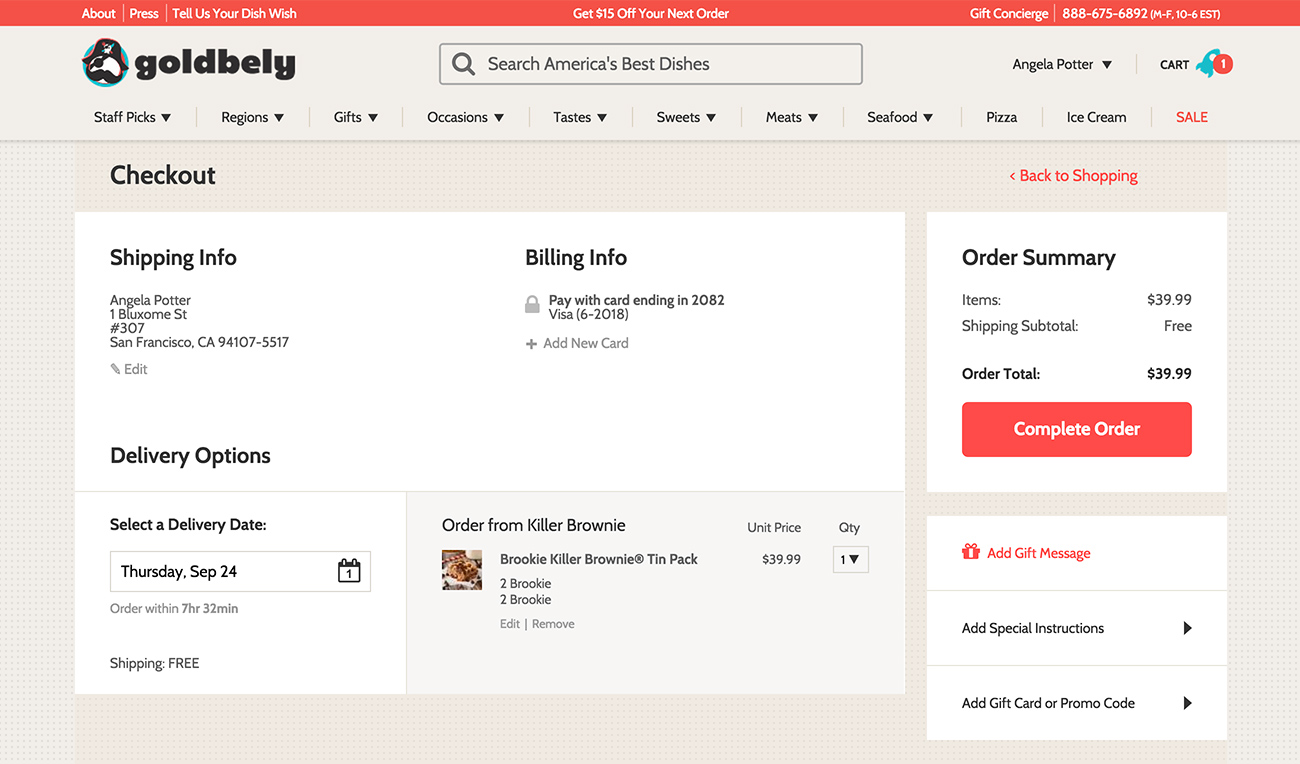 About Press Tell Us Your Dish Wish Get $15 Off Your Next Order Gift Concierge 888-675-6892 (M-F, 10-6 EST)
goldbely Search America's Best Dishes Angela Potter ▼ CART 1
Staff Picks ▼ Regions ▼ Gifts ▼ Occasions ▼ Tastes ▼ Sweets ▼ Meats ▼ Seafood ▼ Pizza Ice Cream SALE
Checkout
< Back to Shopping
Shipping Info
Angela Potter
1 Bluxome St
#307
San Francisco, CA 94107-5517
Edit
Billing Info
Pay with card ending in 2082
Visa (6-2018)
+ Add New Card
Delivery Options
Select a Delivery Date:
Thursday, Sep 24 1
Order within 7hr 32min
Shipping: FREE
Order from Killer Brownie Unit Price Qty
Brookie Killer Brownie® Tin Pack $39.99 1 ▼
2 Brookie
2 Brookie
Edit | Remove
Order Summary
Items: $39.99
Shipping Subtotal: Free
Order Total: $39.99
Complete Order
Add Gift Message
Add Special Instructions
Add Gift Card or Promo Code